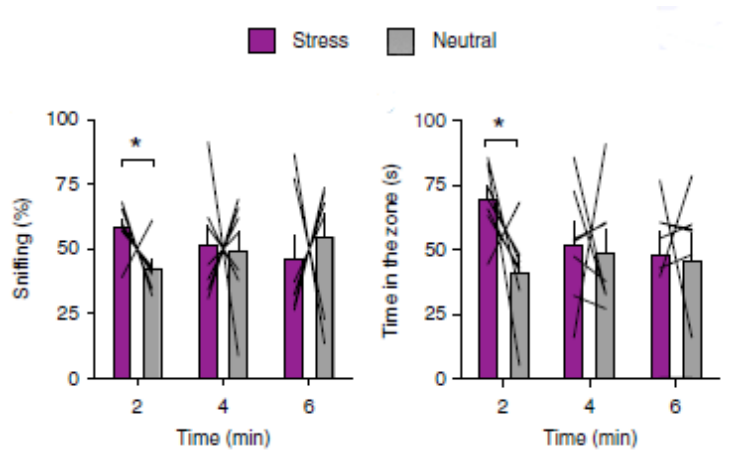 Stress Neutral
Sniffing (%)
100
75
50
25
0
*
2 4 6
Time (min)
Time in the zone (s)
100
75
50
25
0
*
2 4 6
Time (min)